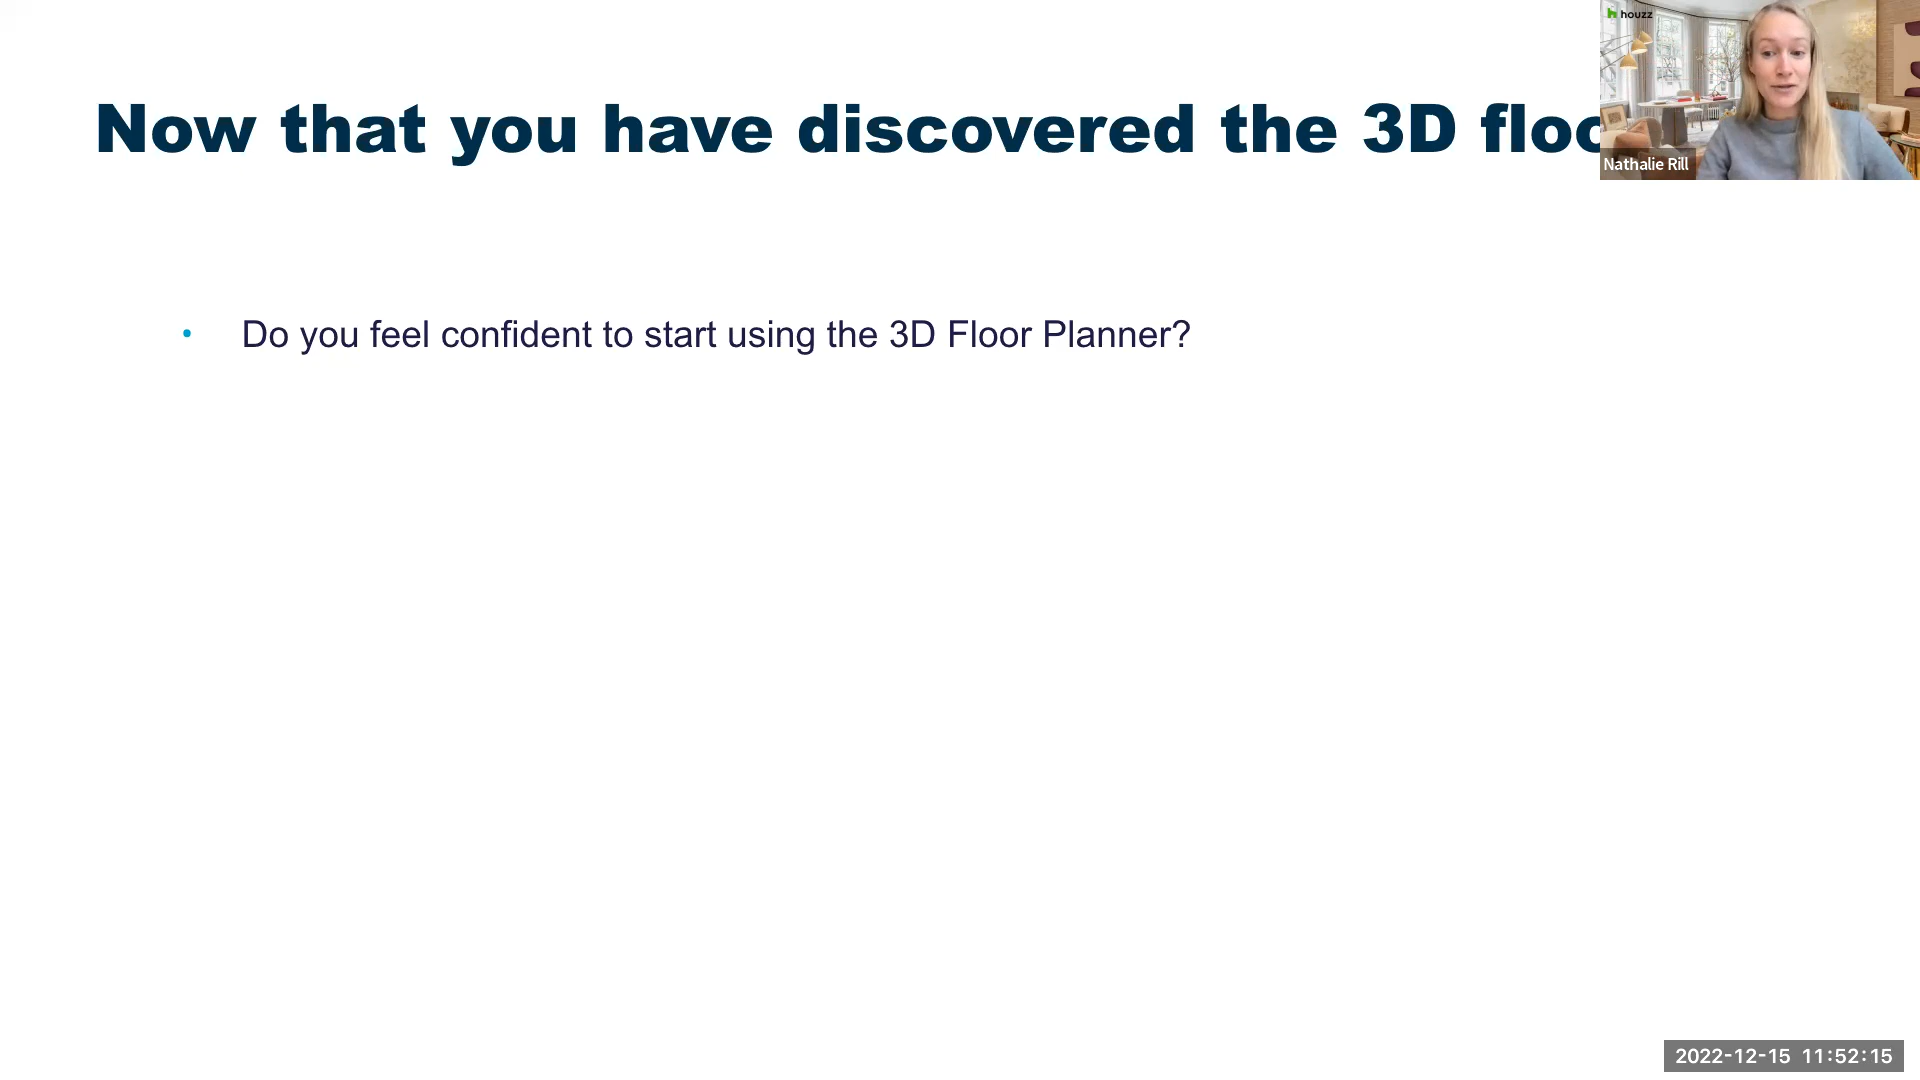 houzz
Now that you have discovered the 3D
Nathalie Rill
• Do you feel confident to start using the 3D Floor Planner?
2022-12-15 11:52:15